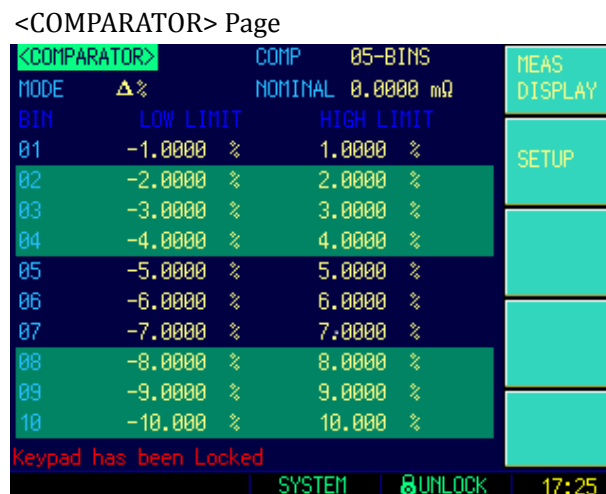 <COMPARATOR> Page
<COMPARATOR> COMP 05-BINS
MODE Δ% NOMINAL 0.0000 mΩ
BIN LOW LIMIT HIGH LIMIT
01 -1.0000 % 1.0000 %
02 -2.0000 % 2.0000 %
03 -3.0000 % 3.0000 %
04 -4.0000 % 4.0000 %
05 -5.0000 % 5.0000 %
06 -6.0000 % 6.0000 %
07 -7.0000 % 7.0000 %
08 -8.0000 % 8.0000 %
09 -9.0000 % 9.0000 %
10 -10.000 % 10.000 %
Keypad has been Locked
SYSTEM UNLOCK 17:25
MEAS
DISPLAY
SETUP